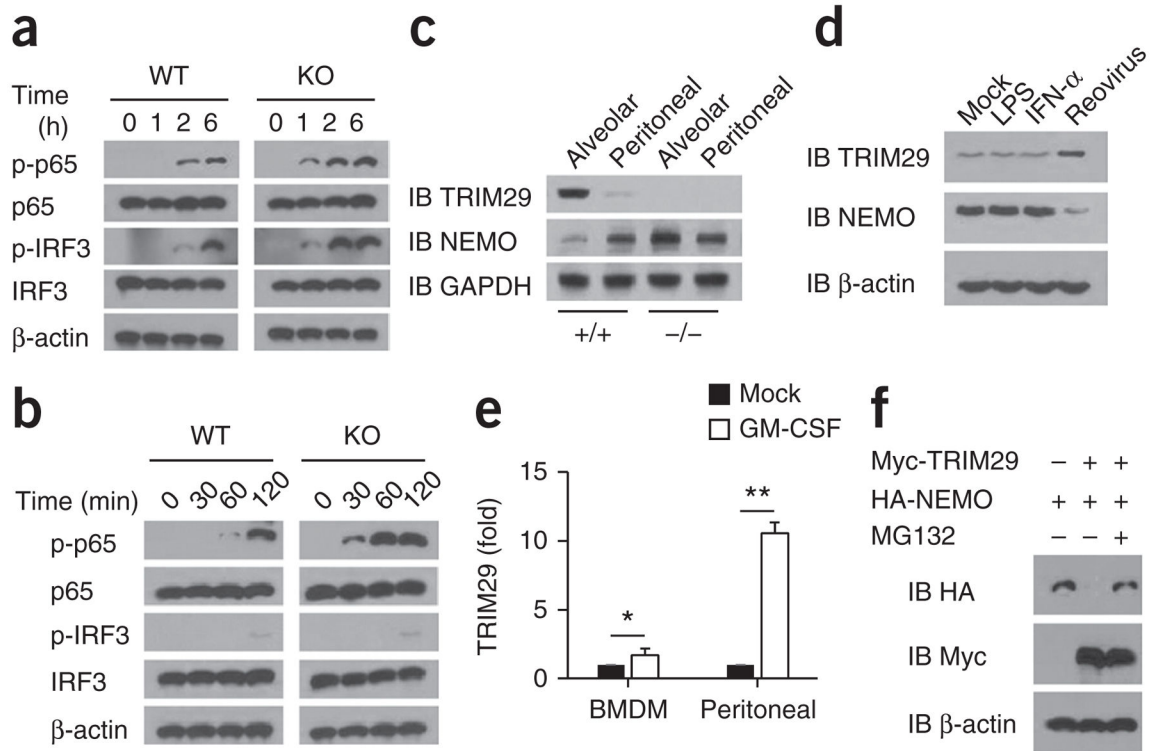 a
WT KO
Time
(h) 0 1 2 6 0 1 2 6
p-p65
p65
p-IRF3
IRF3
β-actin
b
WT KO
Time (min) 0 30 60 120 0 30 60 120
p-p65
p65
p-IRF3
IRF3
β-actin
c
Alveolar Peritoneal Alveolar Peritoneal
IB TRIM29
IB NEMO
IB GAPDH
+/+ –/–
d
Mock LPS IFN-α Reovirus
IB TRIM29
IB NEMO
IB β-actin
e
Mock
GM-CSF
TRIM29 (fold)
15
10
5
0
* **
BMDM Peritoneal
f
Myc-TRIM29 – + +
HA-NEMO + + +
MG132 – – +
IB HA
IB Myc
IB β-actin